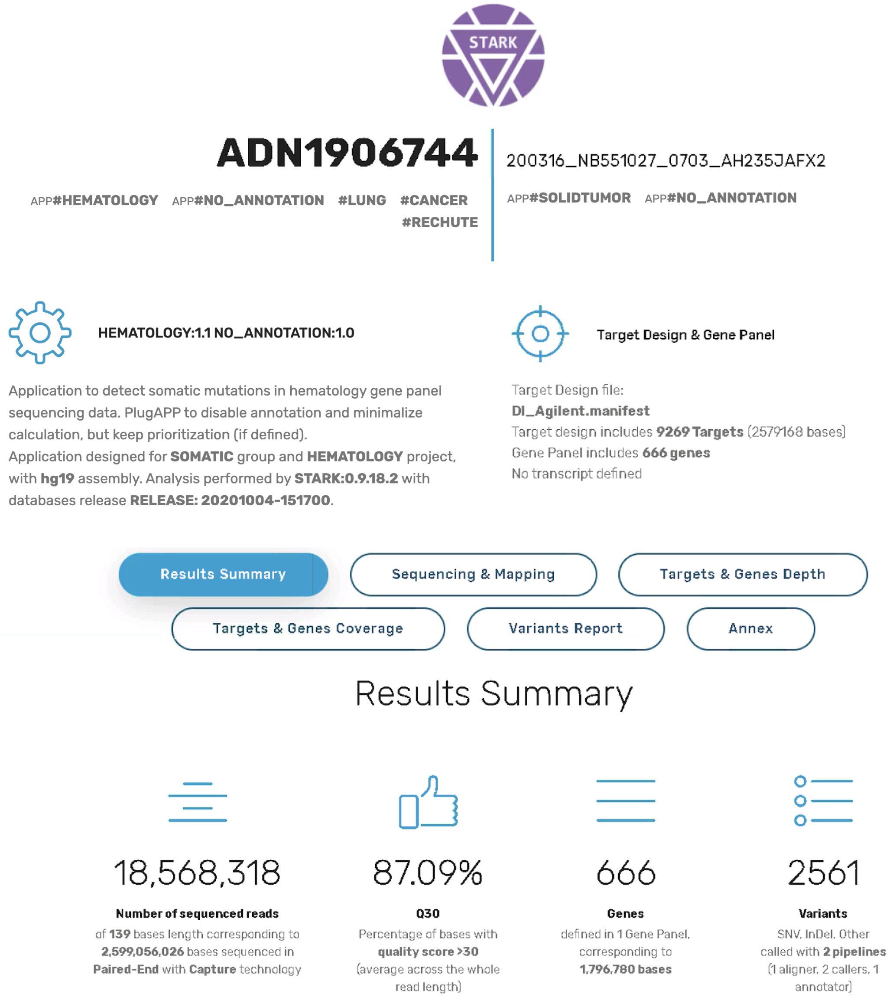 STARK
ADN1906744
APP#HEMATOLOGY APP#NO_ANNOTATION #LUNG #CANCER
#RECHUTE
200316_NB551027_0703_AH235JAFX2
APP#SOLIDTUMOR APP#NO_ANNOTATION
HEMATOLOGY:1.1 NO_ANNOTATION:1.0
Application to detect somatic mutations in hematology gene panel
sequencing data. PlugAPP to disable annotation and minimalize
calculation, but keep prioritization (if defined).
Application designed for SOMATIC group and HEMATOLOGY project,
with hg19 assembly. Analysis performed by STARK:0.9.18.2 with
databases release RELEASE: 20201004-151700.
Target Design & Gene Panel
Target Design file:
DI_Agilent.manifest
Target design includes 9269 Targets (2579168 bases)
Gene Panel includes 666 genes
No transcript defined
Results Summary
Sequencing & Mapping
Targets & Genes Depth
Targets & Genes Coverage
Variants Report
Annex
Results Summary
18,568,318
Number of sequenced reads
of 139 bases length corresponding to
2,599,056,026 bases sequenced in
Paired-End with Capture technology
87.09%
Q30
Percentage of bases with
quality score >30
(average across the whole
read length)
666
Genes
defined in 1 Gene Panel,
corresponding to
1,796,780 bases
2561
Variants
SNV, InDel, Other
called with 2 pipelines
(1 aligner, 2 callers, 1
annotator)